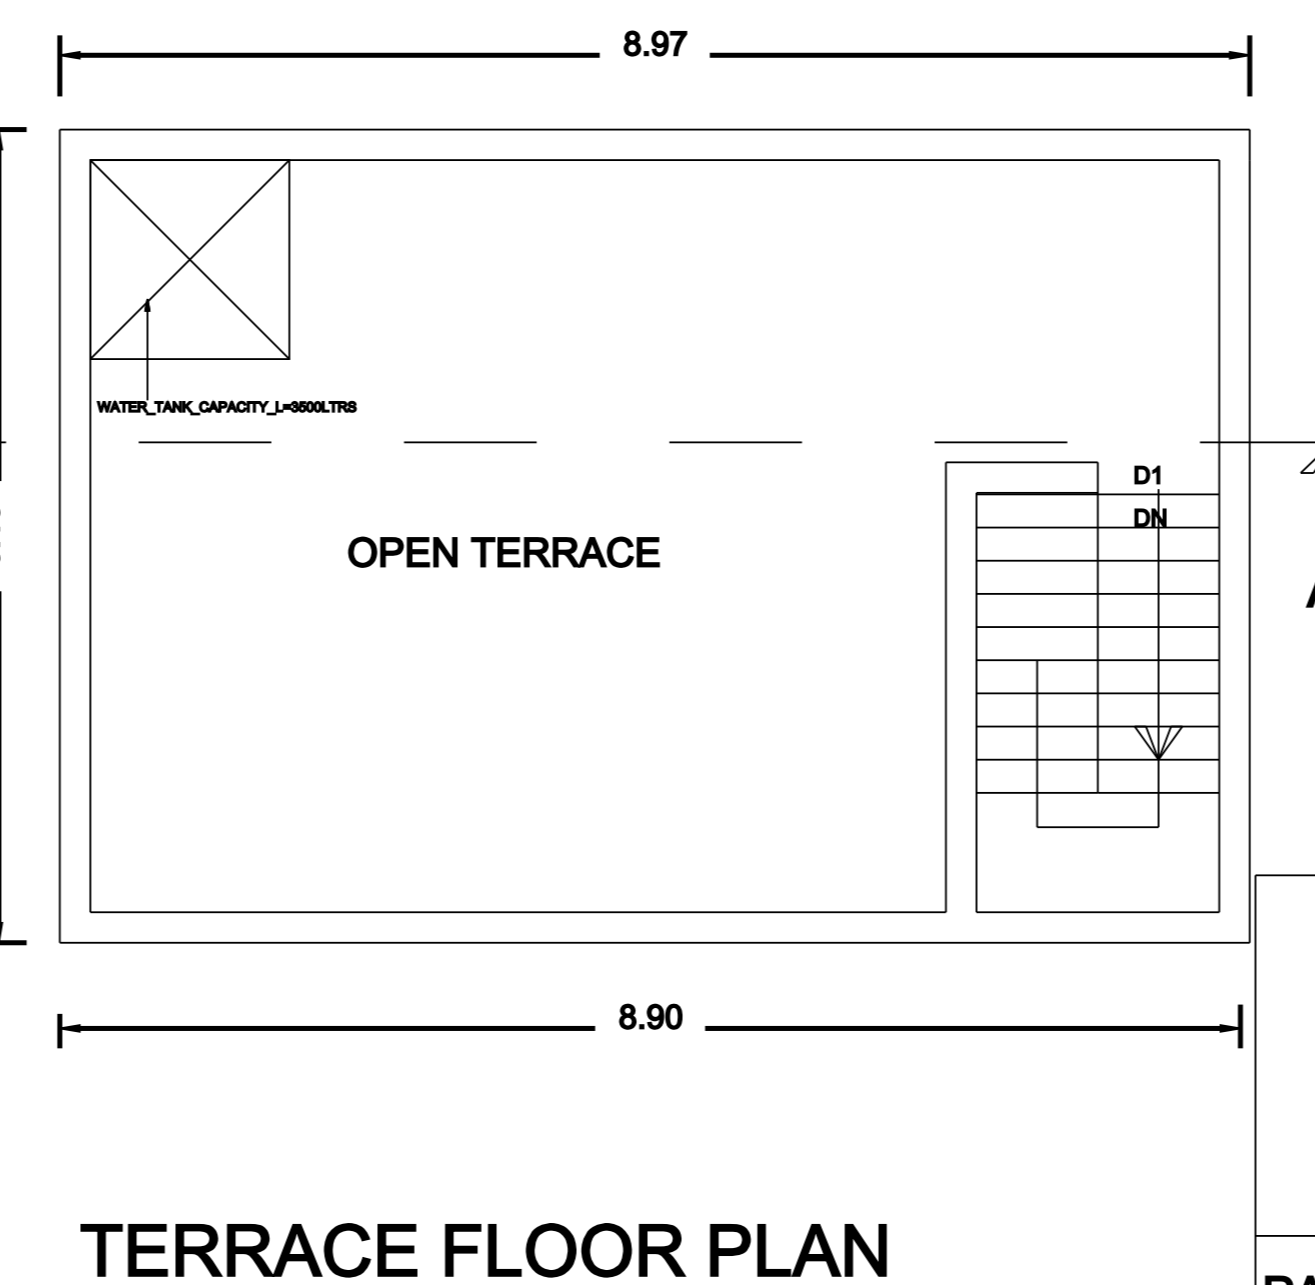 8.97
WATER_TANK_CAPACITY_L=3500LTRS
D1
DN
OPEN TERRACE
8.90
TERRACE FLOOR PLAN